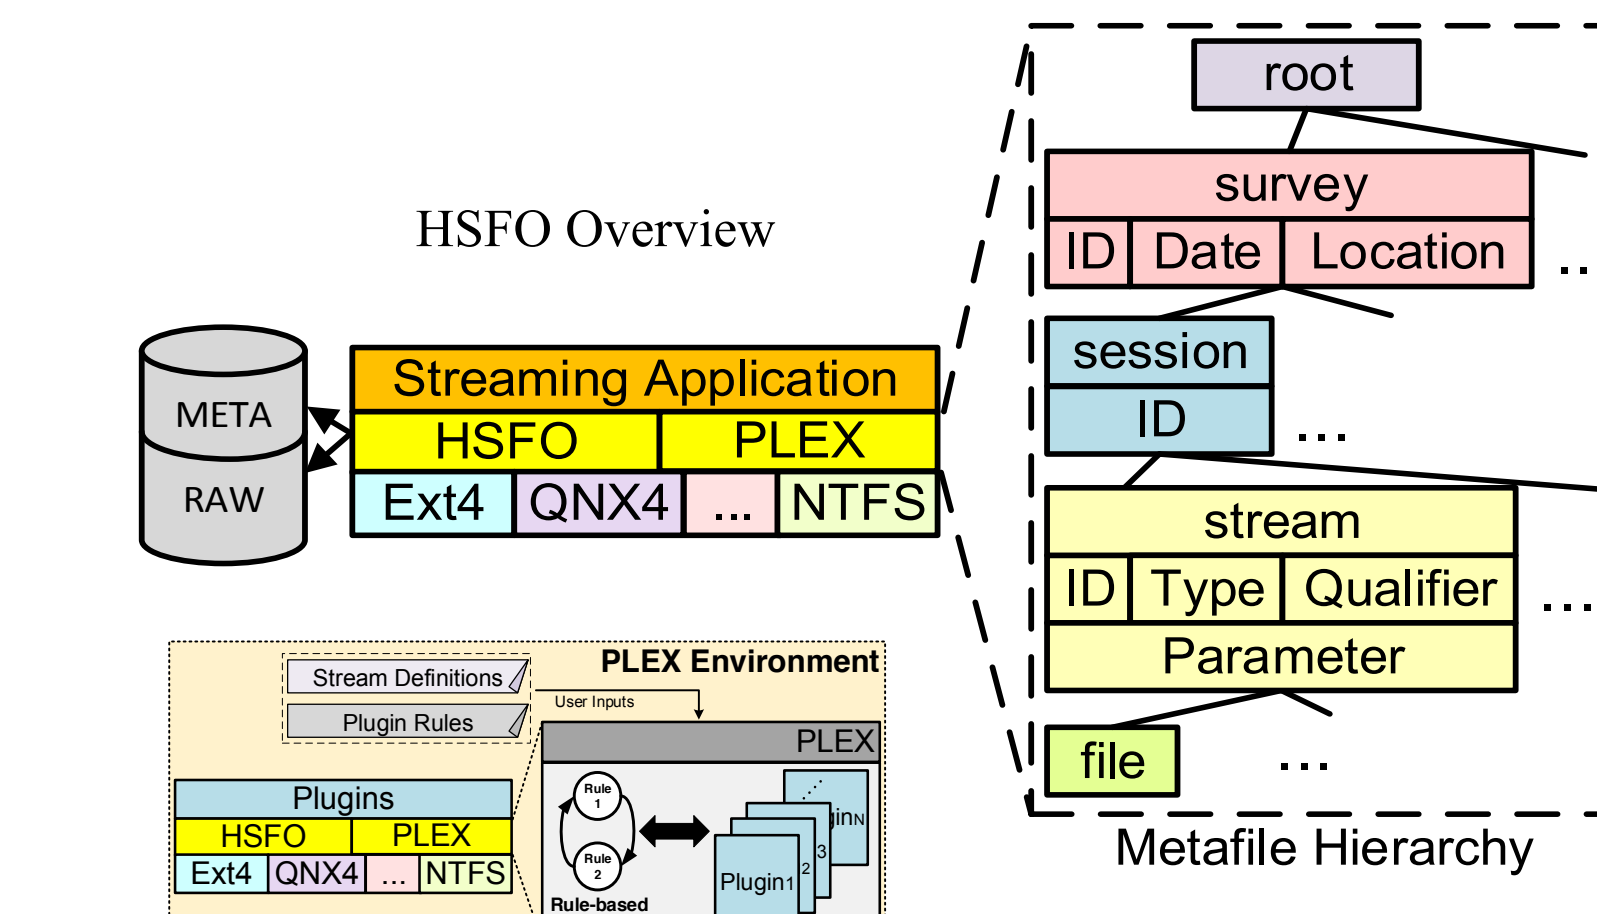 HSFO Overview
META
RAW
Streaming Application
HSFO PLEX
Ext4 QNX4 ... NTFS
root
survey
ID Date Location ..
session
ID ...
stream
ID Type Qualifier ...
Parameter
file ...
Metafile Hierarchy
PLEX Environment
Stream Definitions
Plugin Rules
User Inputs
PLEX
Plugins
HSFO PLEX
Ext4 QNX4 ... NTFS
Rule
1
Rule
2
Rule-based
Plugin1
2
3
ginN